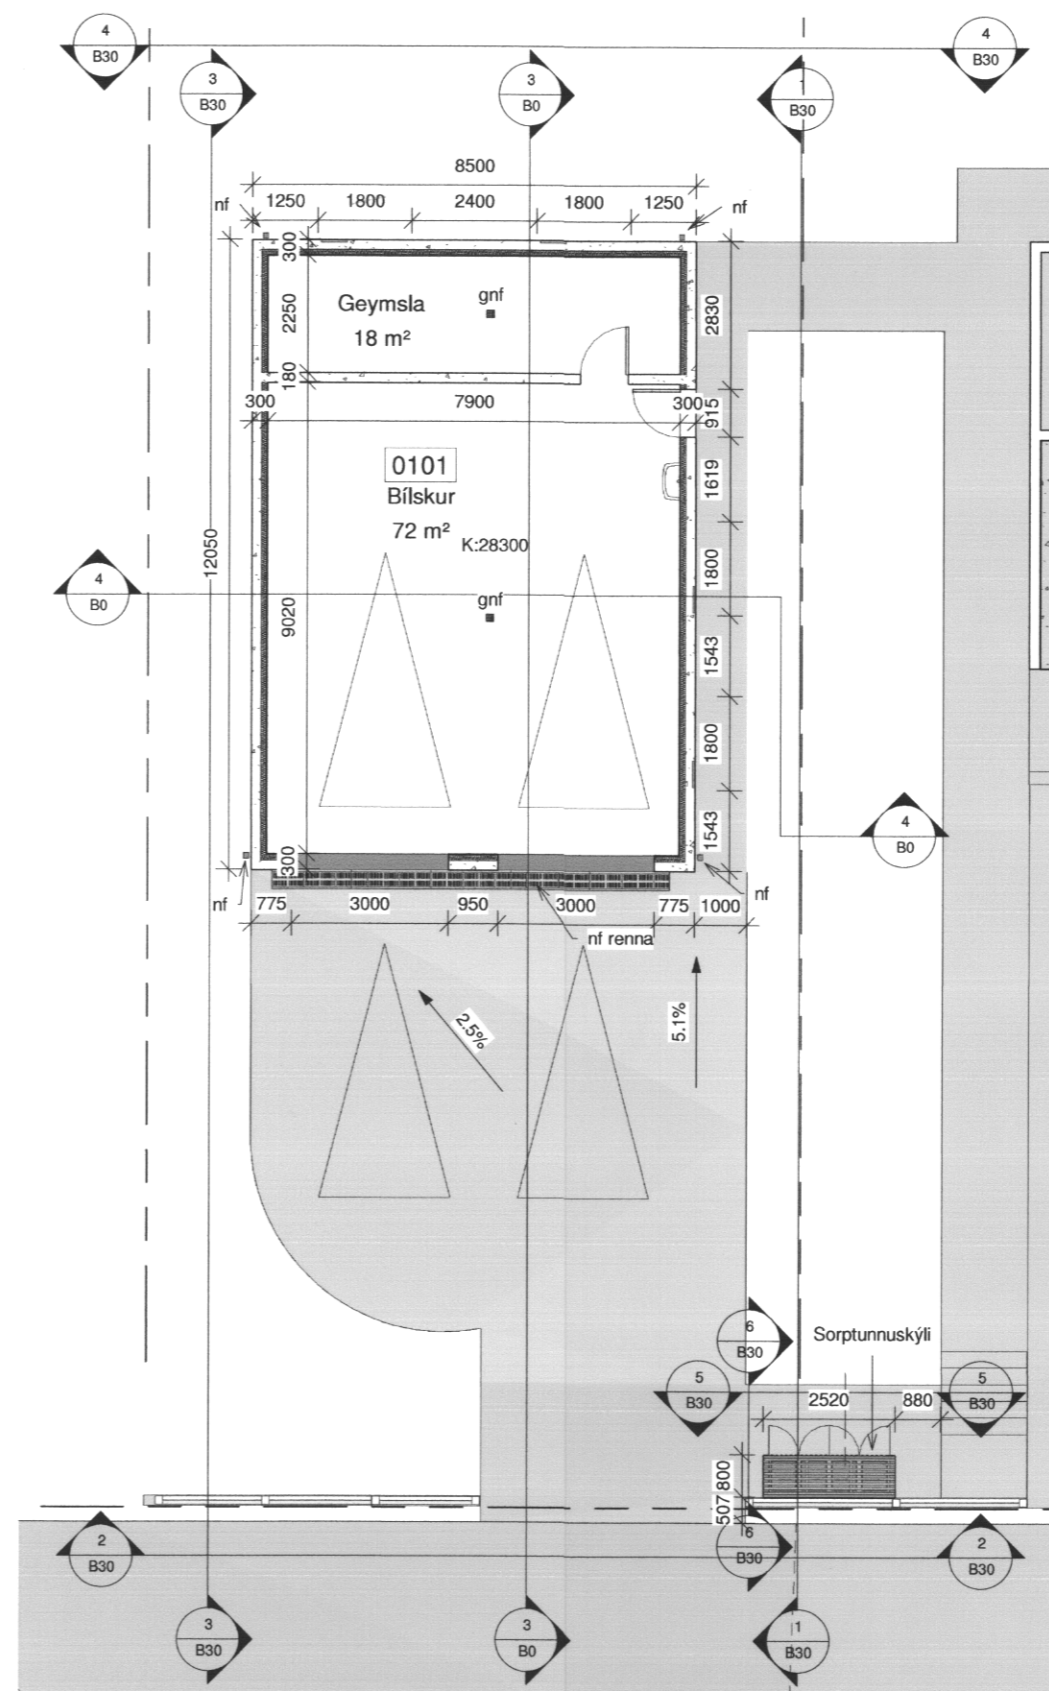 4
B30
4
B30
3
B30
3
B0
1
B30
8500
nf
1250
1800
2400
1800
1250
nf
300
2250
Geymsla
18 m²
gnf
2830
180
300
7900
300
915
0101
Bílskur
72 m²
K:28300
1619
12050
1800
4
B0
gnf
9020
1543
1800
1543
4
B0
300
nf
775
3000
950
3000
775
1000
nf
nf renna
2.5%
5.1%
6
B30
Sorptunnuskýli
5
B30
2520
880
5
B30
800
507
2
B30
6
B30
2
B30
3
B30
3
B0
1
B30